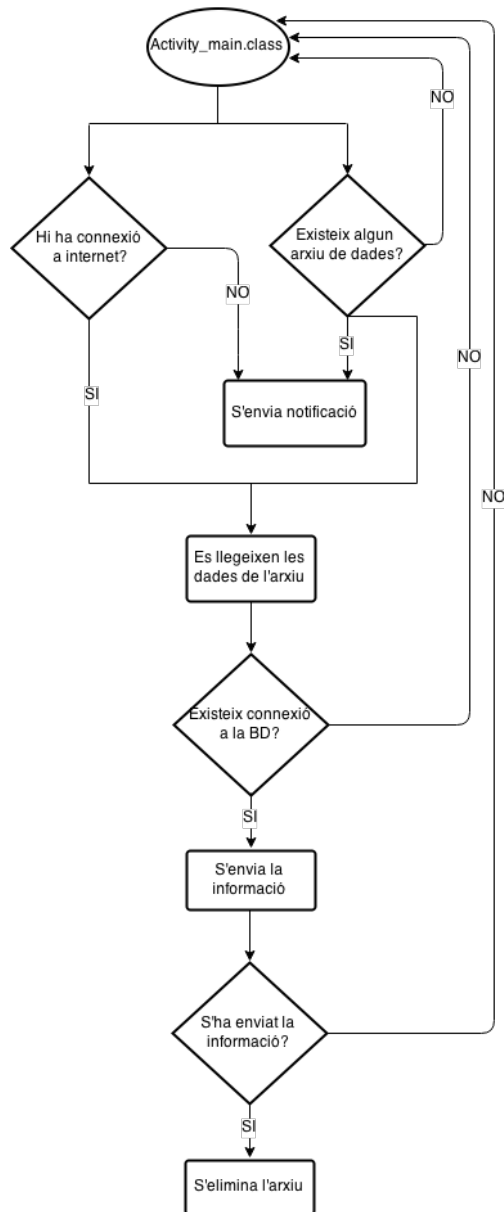 Activity_main.class
NO
Hi ha connexió
a internet?
Existeix algun
arxiu de dades?
NO
SI
NO
SI
S'envia notificació
NO
Es llegeixen les
dades de l'arxiu
Existeix connexió
a la BD?
SI
S'envia la
informació
S'ha enviat la
informació?
SI
S'elimina l'arxiu